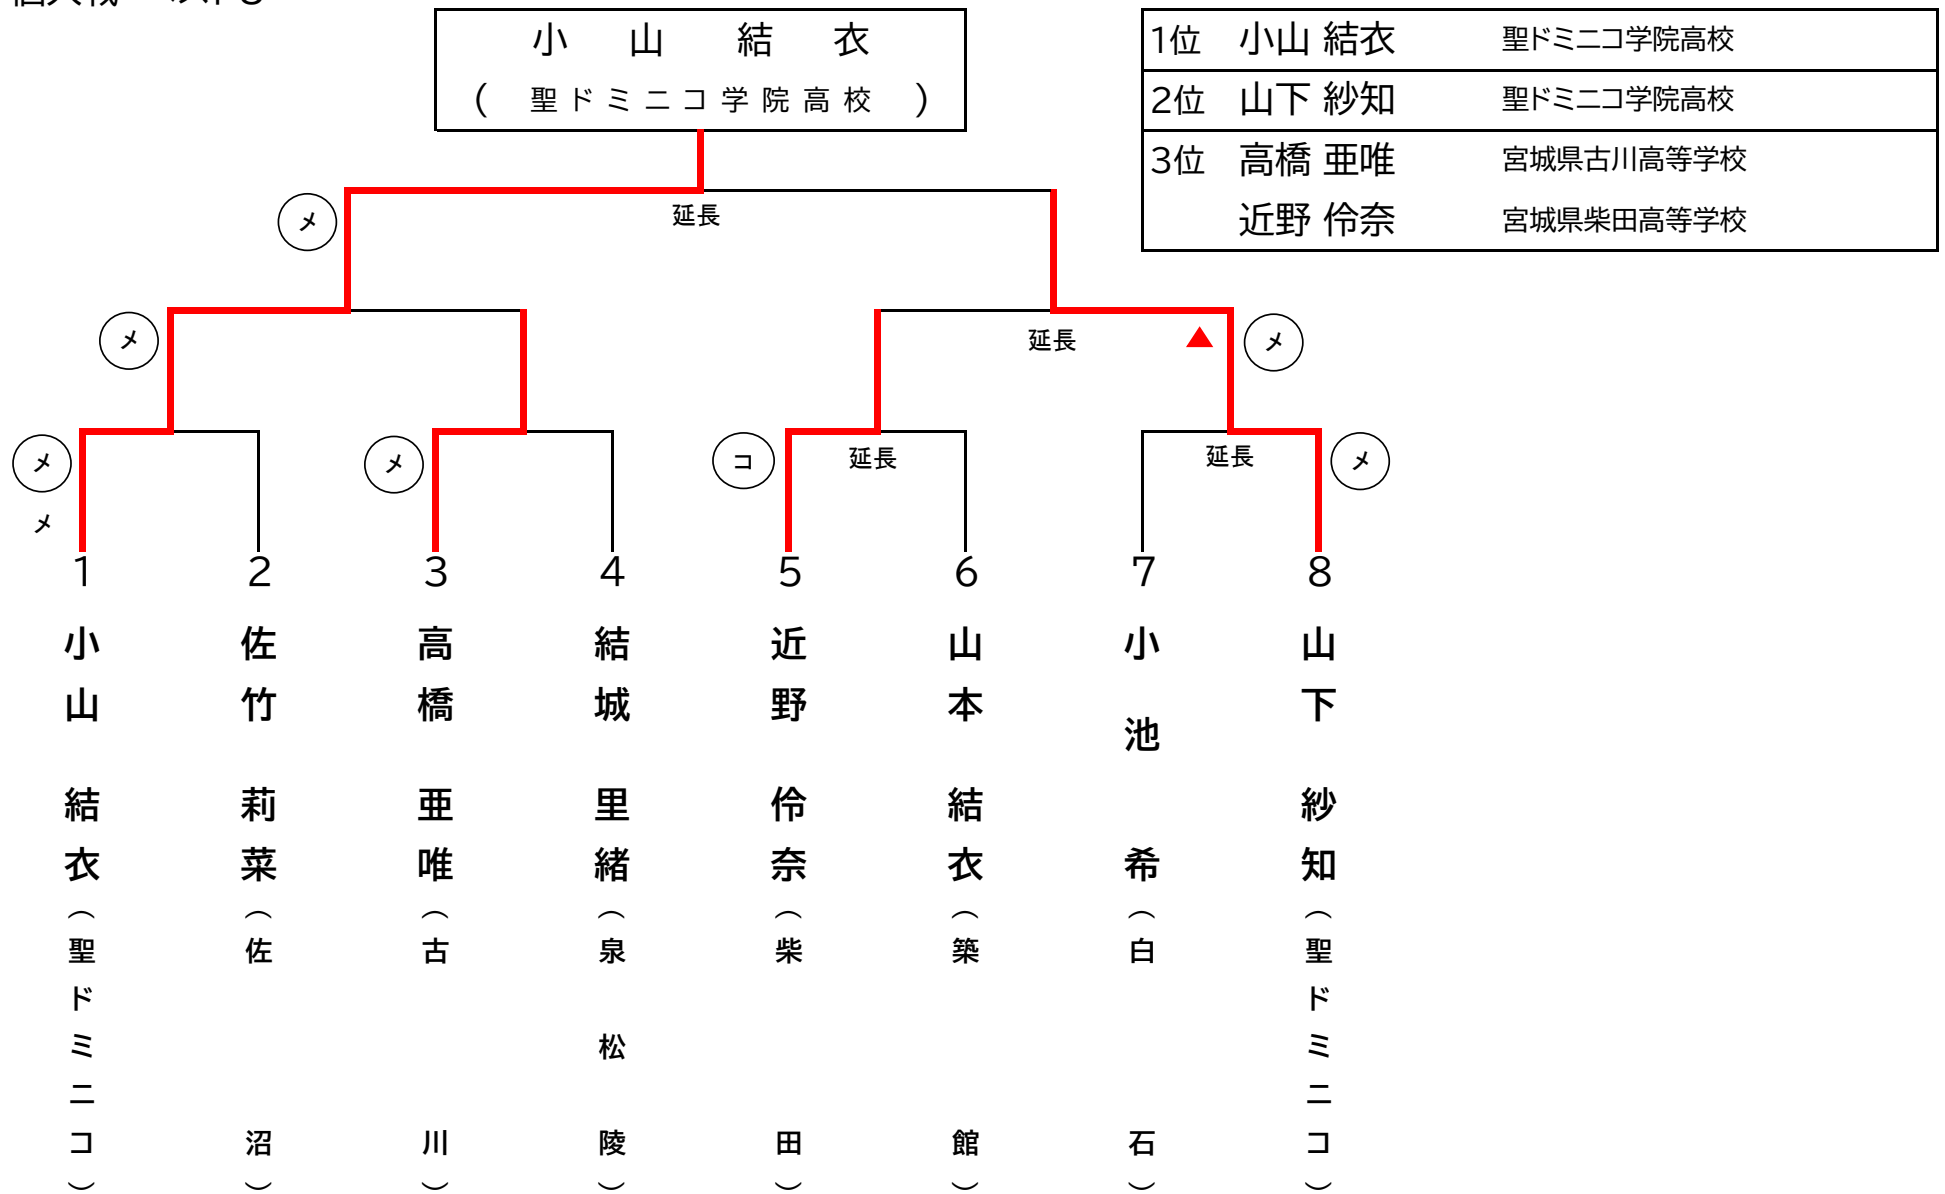 小山結衣
(聖ドミニコ学院高校)
1位 小山 結衣 聖ドミニコ学院高校
2位 山下 紗知 聖ドミニコ学院高校
3位 高橋 亜唯 宮城県古川高等学校
近野 伶奈 宮城県柴田高等学校
メ
延長
メ
延長
▲
メ
メ
メ
メ
コ
延長
延長
メ
1
2
3
4
5
6
7
8
小山 結衣(聖ドミニコ)
佐竹 莉菜(佐沼)
高橋 亜唯(古川)
結城 里緒(泉松陵)
近野 伶奈(柴田)
山本 結衣(築館)
小池 希(白石)
山下 紗知(聖ドミニコ)